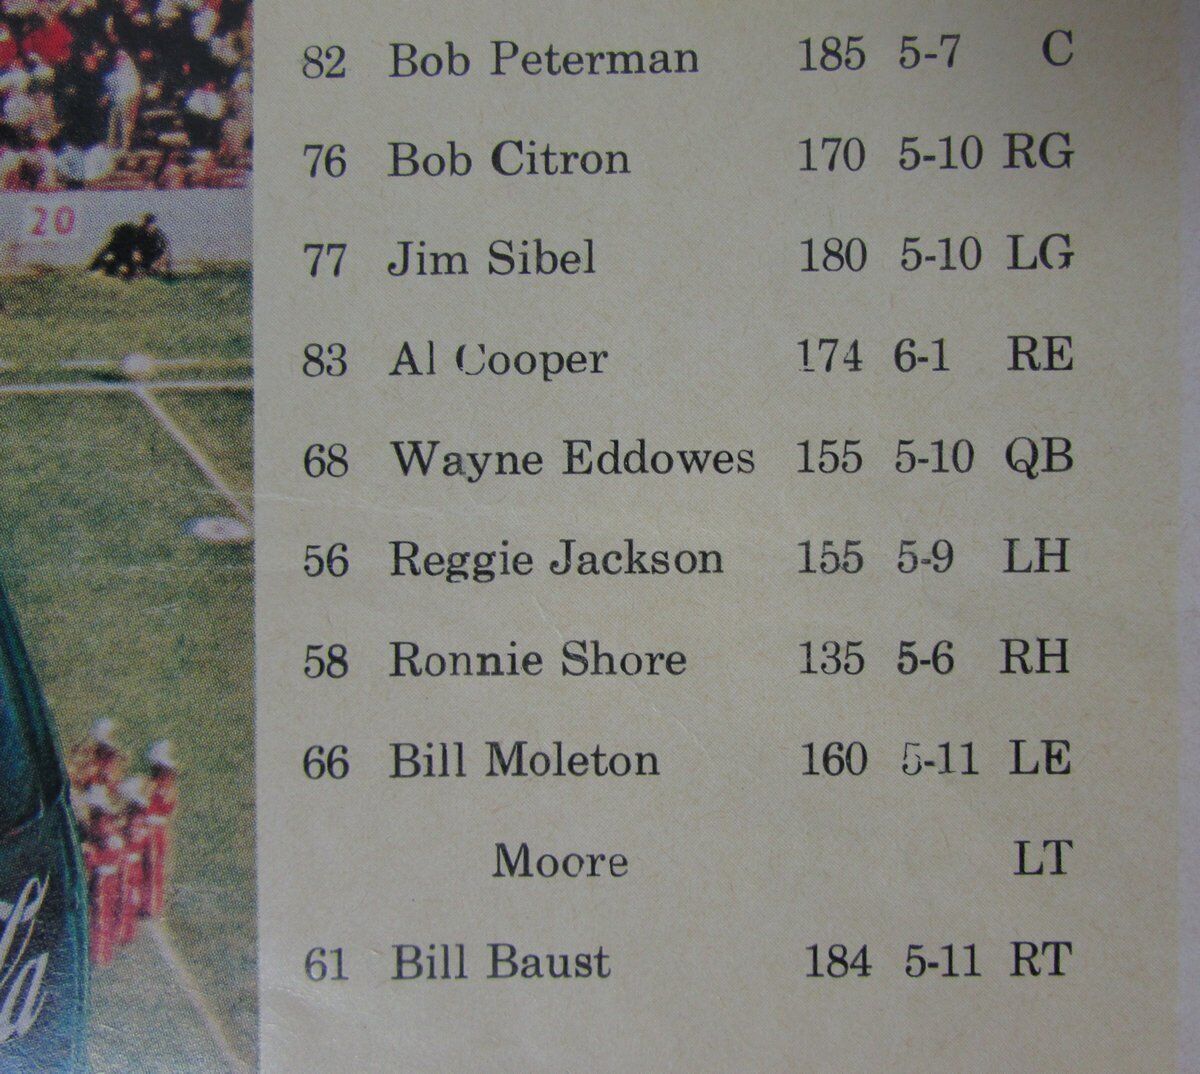 82 Bob Peterman 185 5-7 C
76 Bob Citron 170 5-10 RG
77 Jim Sibel 180 5-10 LG
83 Al Cooper 174 6-1 RE
68 Wayne Eddowes 155 5-10 QB
56 Reggie Jackson 155 5-9 LH
58 Ronnie Shore 135 5-6 RH
66 Bill Moleton 160 5-11 LE
Moore LT
61 Bill Baust 184 5-11 RT
20